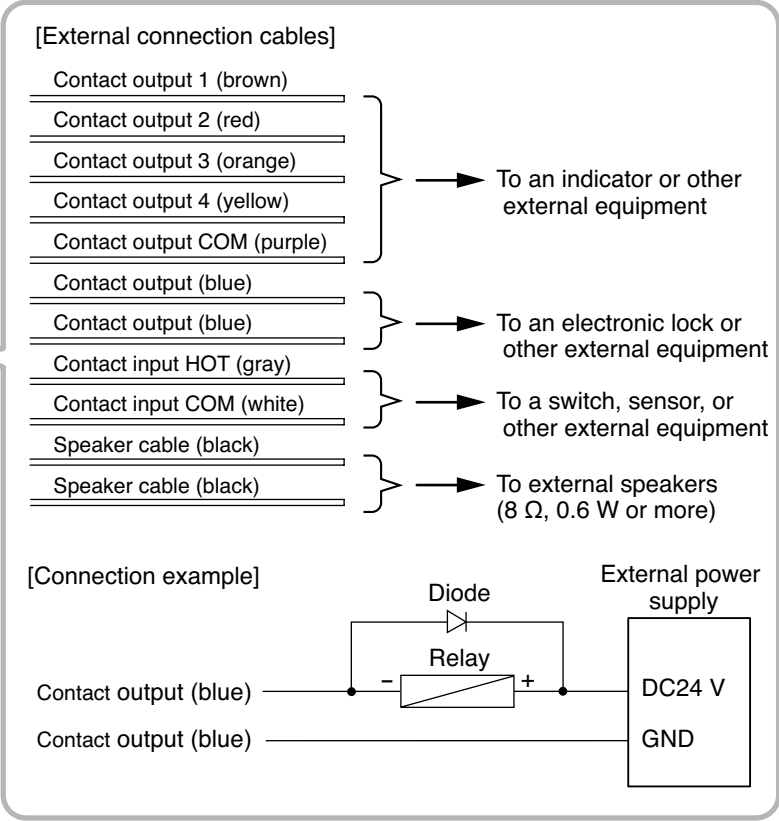 [External connection cables]
Contact output 1 (brown)
Contact output 2 (red)
Contact output 3 (orange)
Contact output 4 (yellow)
Contact output COM (purple)
To an indicator or other
external equipment
Contact output (blue)
Contact output (blue)
To an electronic lock or
other external equipment
Contact input HOT (gray)
Contact input COM (white)
To a switch, sensor, or
other external equipment
Speaker cable (black)
Speaker cable (black)
To external speakers
(8 Ω, 0.6 W or more)
[Connection example]
External power
supply
Diode
Relay
− +
Contact output (blue)
DC24 V
Contact output (blue)
GND